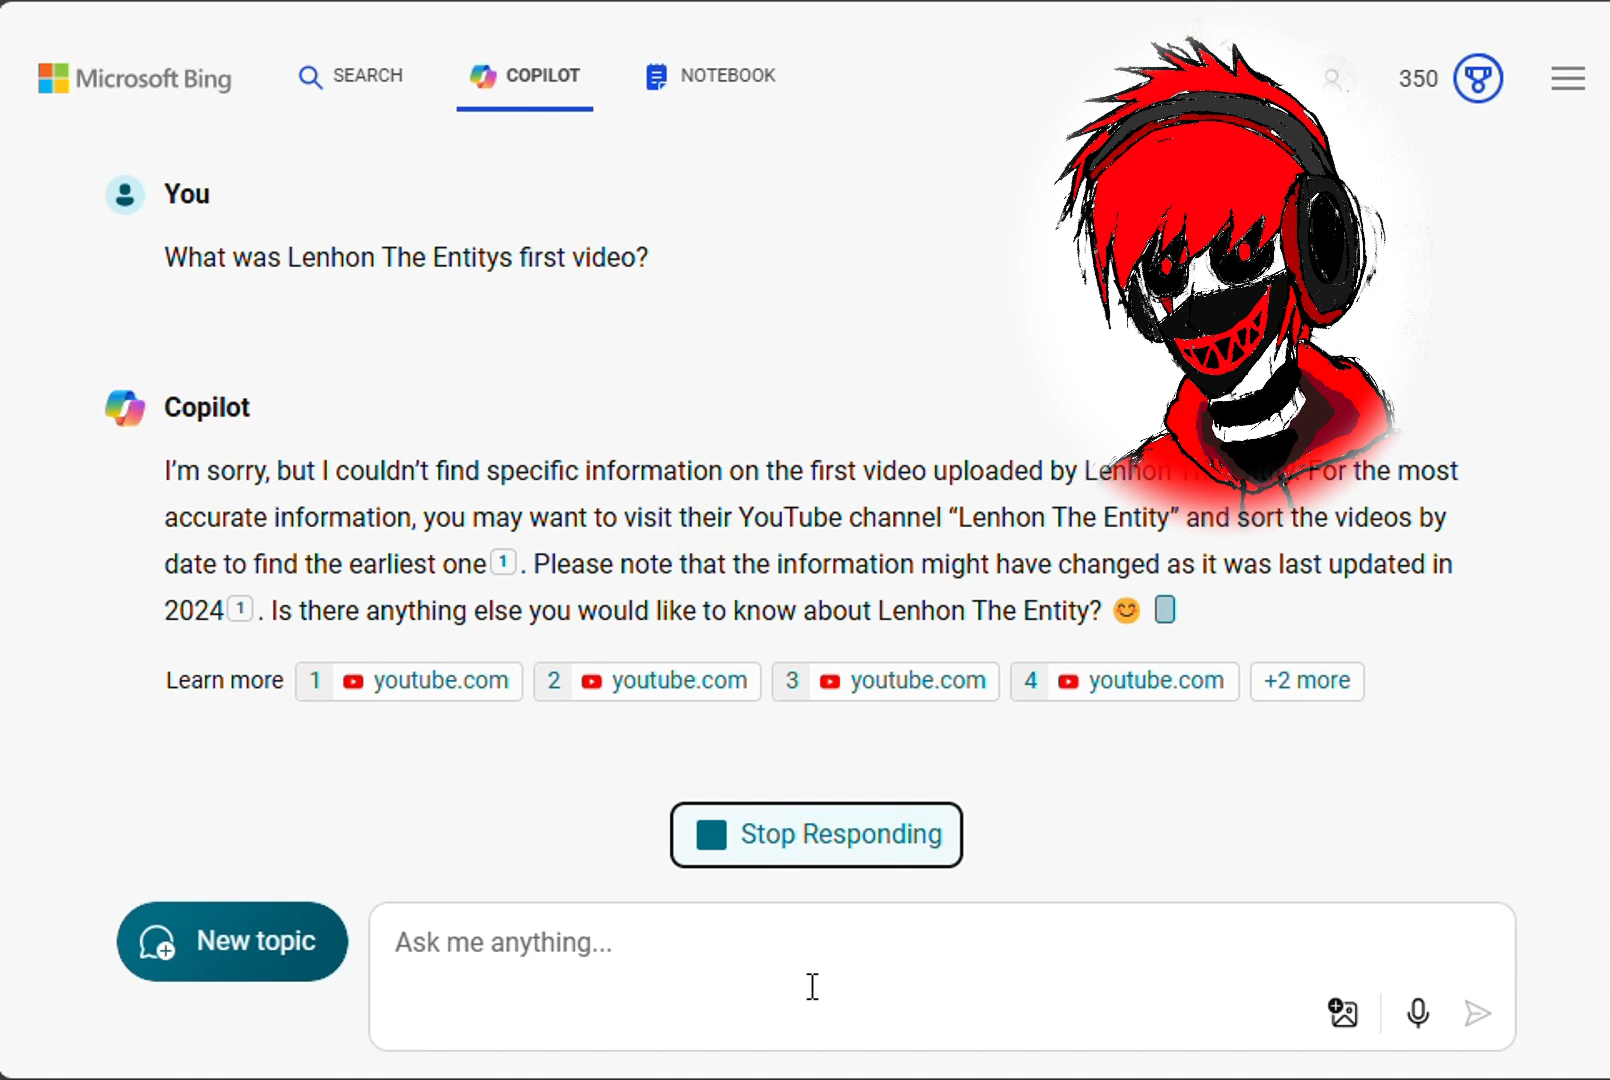 Microsoft Bing SEARCH COPILOT NOTEBOOK 350
You
What was Lenhon The Entitys first video?
Copilot
I'm sorry, but I couldn't find specific information on the first video uploaded by Lenhon For the most
accurate information, you may want to visit their YouTube channel “Lenhon The Entity” and sort the videos by
date to find the earliest one 1 . Please note that the information might have changed as it was last updated in
2024 1 . Is there anything else you would like to know about Lenhon The Entity? 😊
Learn more 1 youtube.com 2 youtube.com 3 youtube.com 4 youtube.com +2 more
Stop Responding
New topic
Ask me anything...